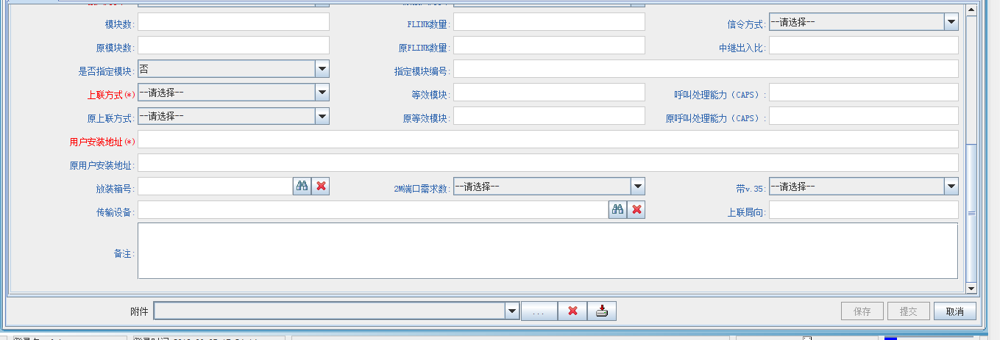 模块数: FLINK数量: 信令方式: --请选择--
原模块数: 原FLINK数量: 中继出入比:
是否指定模块: 否 指定模块编号:
上联方式(*) --请选择-- 等效模块: 呼叫处理能力（CAPS）:
原上联方式: --请选择-- 原等效模块: 原呼叫处理能力（CAPS）:
用户安装地址(*)
原用户安装地址:
放装箱号: 2M端口需求数: --请选择-- 带v.35: --请选择--
传输设备: 上联局向:
备注:
附件 ... 保存 提交 取消